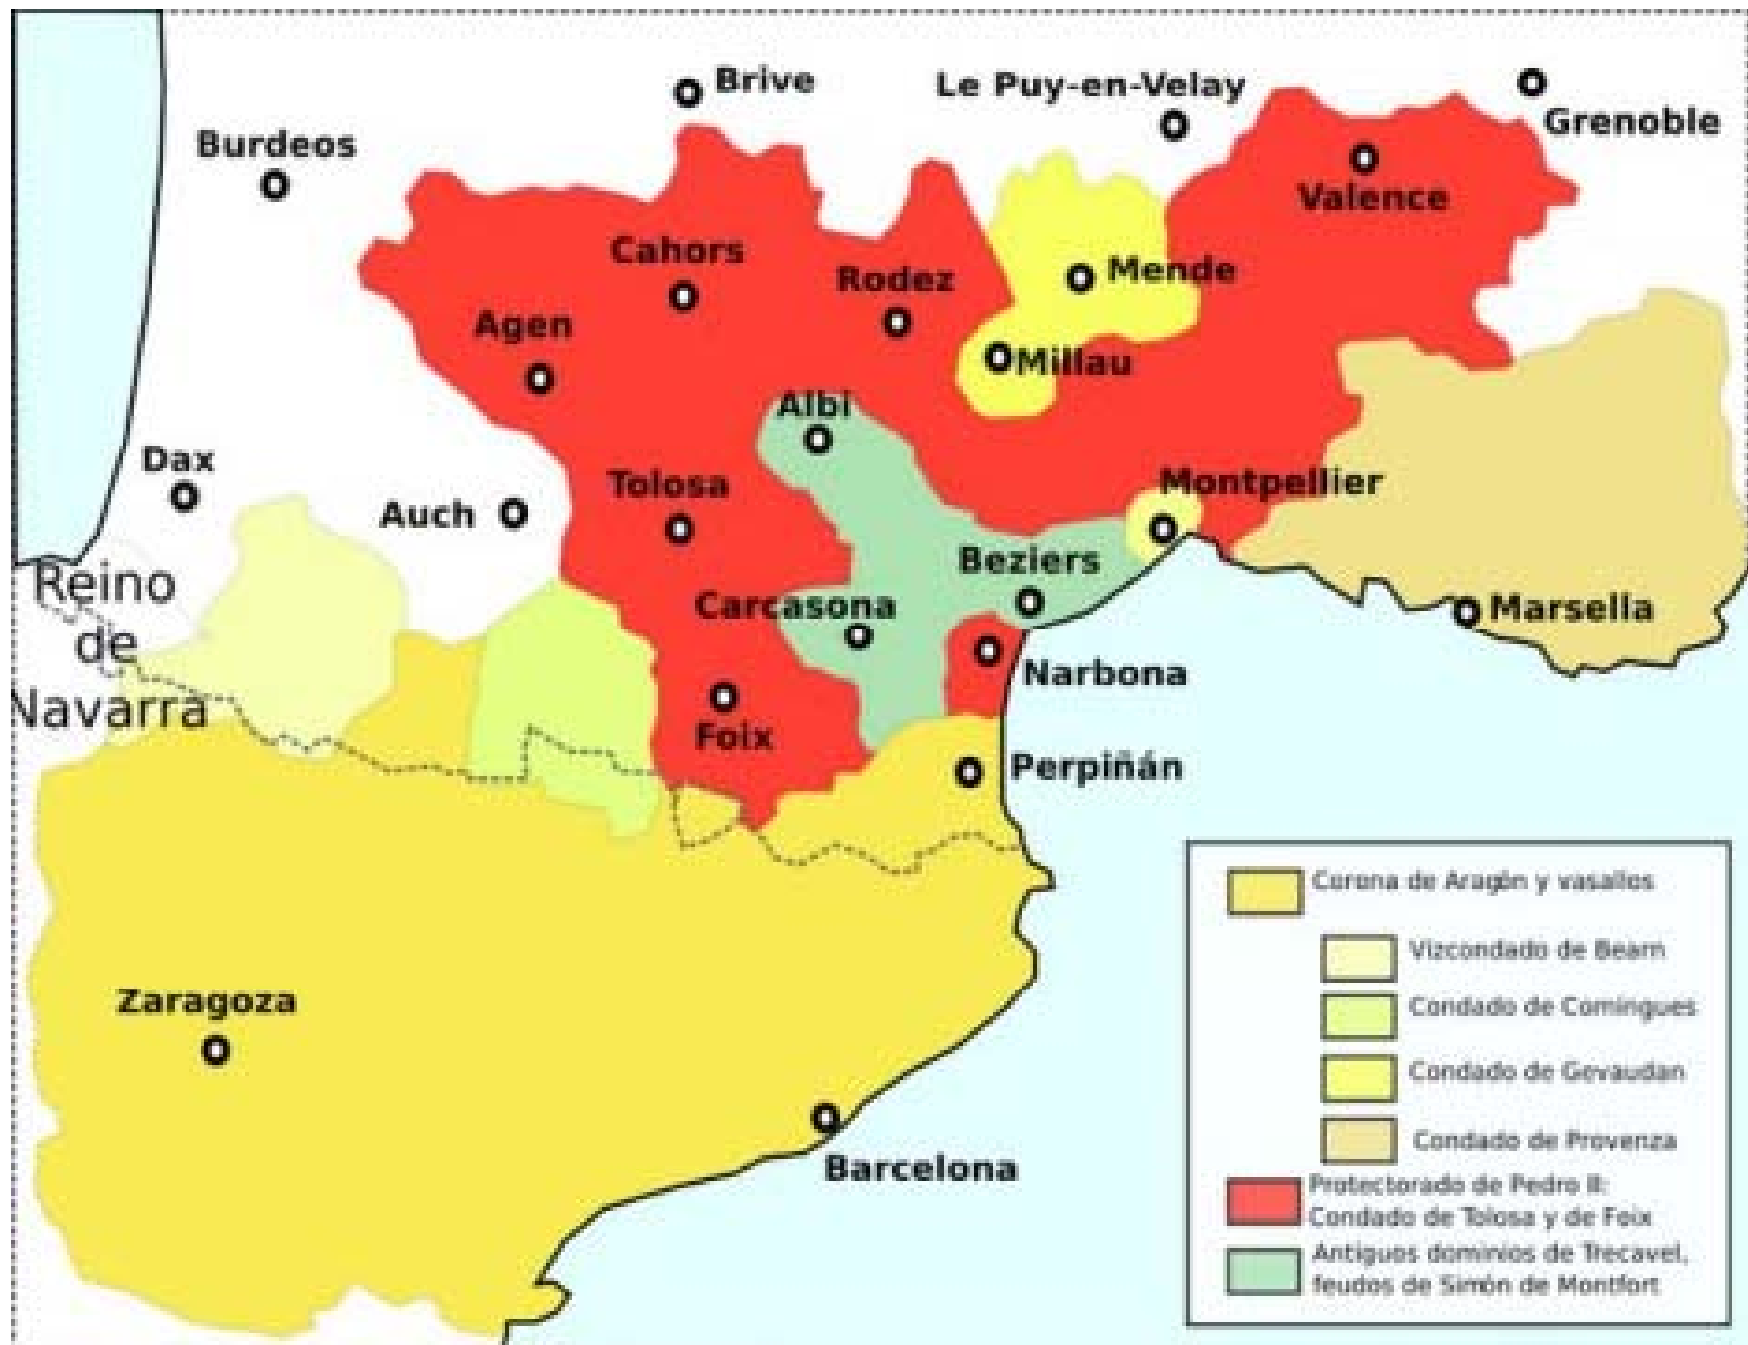 Brive
Le Puy-en-Velay
Grenoble
Burdeos
Valence
Cahors
Mende
Rodez
Agen
Millau
Albi
Dax
Tolosa
Montpellier
Auch
Beziers
Reino
de
Navarra
Carcasona
Marsella
Narbona
Foix
Perpiñán
Zaragoza
Barcelona
Corona de Aragón y vasallos
Vizcondado de Bearn
Condado de Comingues
Condado de Gevaudan
Condado de Provenza
Protectorado de Pedro II:
Condado de Tolosa y de Foix
Antiguos dominios de Trecavel,
feudos de Simón de Montfort